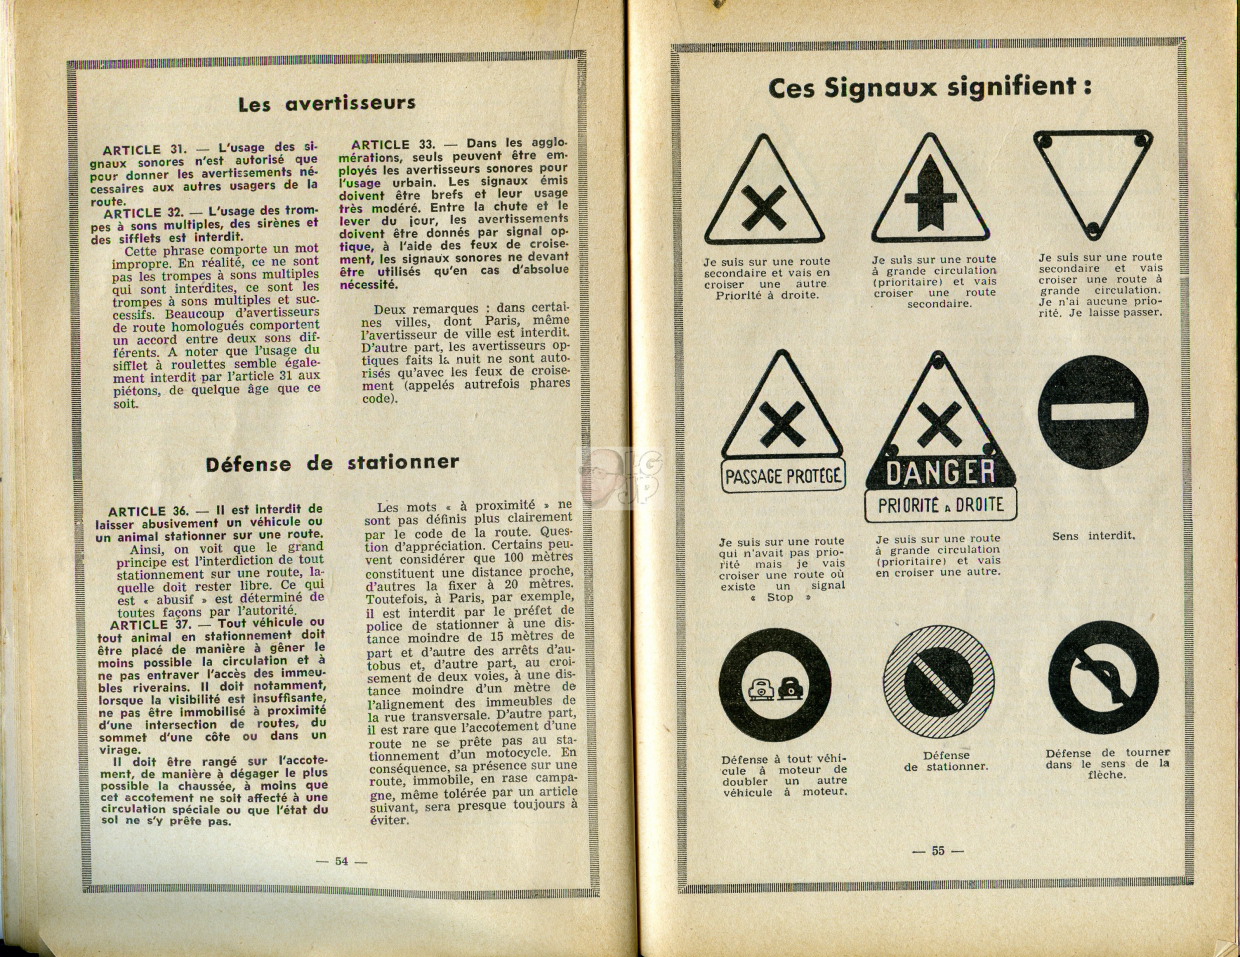 Les avertisseurs
ARTICLE 31. — L'usage des si-
gnaux sonores n'est autorisé que
pour donner les avertissements né-
cessaires aux autres usagers de la
route.
ARTICLE 32. — L'usage des trom-
pes à sons multiples, des sirènes et
des sifflets est interdit.
Cette phrase comporte un mot
impropre. En réalité, ce ne sont
pas les trompes à sons multiples
qui sont interdites, ce sont les
trompes à sons multiples et suc-
cessifs. Beaucoup d'avertisseurs
de route homologués comportent
un accord entre deux sons dif-
férents. A noter que l'usage du
sifflet à roulettes semble égale-
ment interdit par l'article 31 aux
piétons, de quelque âge que ce
soit.
ARTICLE 33. — Dans les agglo-
mérations, seuls peuvent être em-
ployés les avertisseurs sonores pour
l'usage urbain. Les signaux émis
doivent être brefs et leur usage
très modéré. Entre la chute et le
lever du jour, les avertissements
doivent être donnés par signal op-
tique, à l'aide des feux de croise-
ment, les signaux sonores ne devant
être utilisés qu'en cas d'absolue
nécessité.
Deux remarques : dans certai-
nes villes, dont Paris, même
l'avertisseur de ville est interdit.
D'autre part, les avertisseurs op-
tiques faits la nuit ne sont auto-
risés qu'avec les feux de croise-
ment (appelés autrefois phares
code).
Défense de stationner
ARTICLE 36. — Il est interdit de
laisser abusivement un véhicule ou
un animal stationner sur une route.
Ainsi, on voit que le grand
principe est l'interdiction de tout
stationnement sur une route, la-
quelle doit rester libre. Ce qui
est « abusif » est déterminé de
toutes façons par l'autorité.
ARTICLE 37. — Tout véhicule ou
tout animal en stationnement doit
être placé de manière à gêner le
moins possible la circulation et à
ne pas entraver l'accès des immeu-
bles riverains. Il doit notamment,
lorsque la visibilité est insuffisante,
ne pas être immobilisé à proximité
d'une intersection de routes, du
sommet d'une côte ou dans un
virage.
Il doit être rangé sur l'accote-
ment, de manière à dégager le plus
possible la chaussée, à moins que
cet accotement ne soit affecté à une
circulation spéciale ou que l'état du
sol ne s'y prête pas.
Les mots « à proximité » ne
sont pas définis plus clairement
par le code de la route. Ques-
tion d'appréciation. Certains peu-
vent considérer que 100 mètres
constituent une distance proche,
d'autres la fixer à 20 mètres.
Toutefois, à Paris, par exemple,
il est interdit par le préfet de
police de stationner à une dis-
tance moindre de 15 mètres de
part et d'autre des arrêts d'au-
tobus et, d'autre part, au croi-
sement de deux voies, à une dis-
tance moindre d'un mètre de
l'alignement des immeubles de
la rue transversale. D'autre part,
il est rare que l'accotement d'une
route ne se prête pas au sta-
tionnement d'un motocycle. En
conséquence, sa présence sur une
route, immobile, en rase campa-
gne, même tolérée par un article
suivant, sera presque toujours à
éviter.
— 54 —
Ces Signaux signifient :
Je suis sur une route
secondaire et vais en
croiser une autre.
Priorité à droite.
Je suis sur une route
à grande circulation
(prioritaire) et vais
croiser une route
secondaire.
Je suis sur une route
secondaire et vais
croiser une route à
grande circulation.
Je n'ai aucune prio-
rité. Je laisse passer.
PASSAGE PROTÉGÉ
DANGER
PRIORITÉ A DROITE
Je suis sur une route
qui n'avait pas prio-
rité mais je vais
croiser une route où
existe un signal
« Stop »
Je suis sur une route
à grande circulation
(prioritaire) et vais
en croiser une autre.
Sens interdit.
Défense à tout véhi-
cule à moteur de
doubler un autre
véhicule à moteur.
Défense
de stationner.
Défense de tourner
dans le sens de la
flèche.
— 55 —